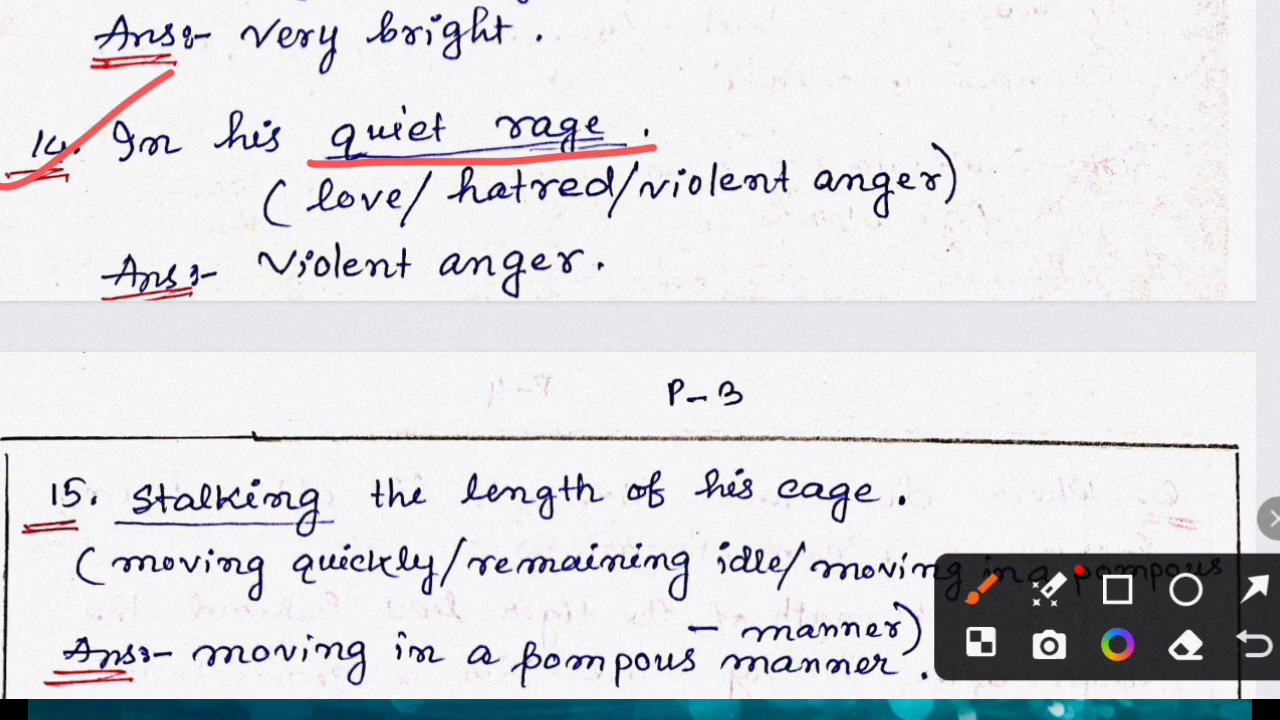 Ans:- Very bright.
14. In his quiet rage.
(love/ hatred/violent anger)
Ans:- Violent anger.
P-3
15. Stalking the length of his cage.
(moving quickly/remaining idle/moving in a pompous
- manner)
Ans:- moving in a pompous manner.